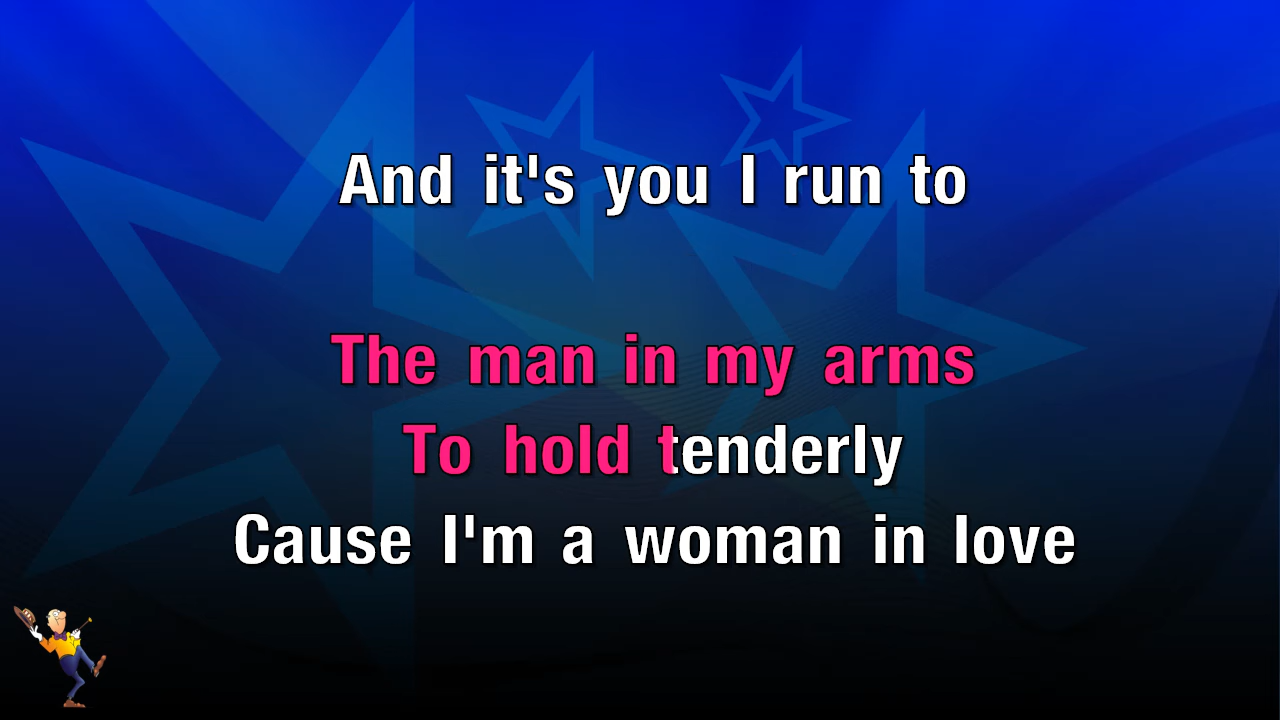 And it's you I run to
The man in my arms
To hold tenderly
Cause I'm a woman in love